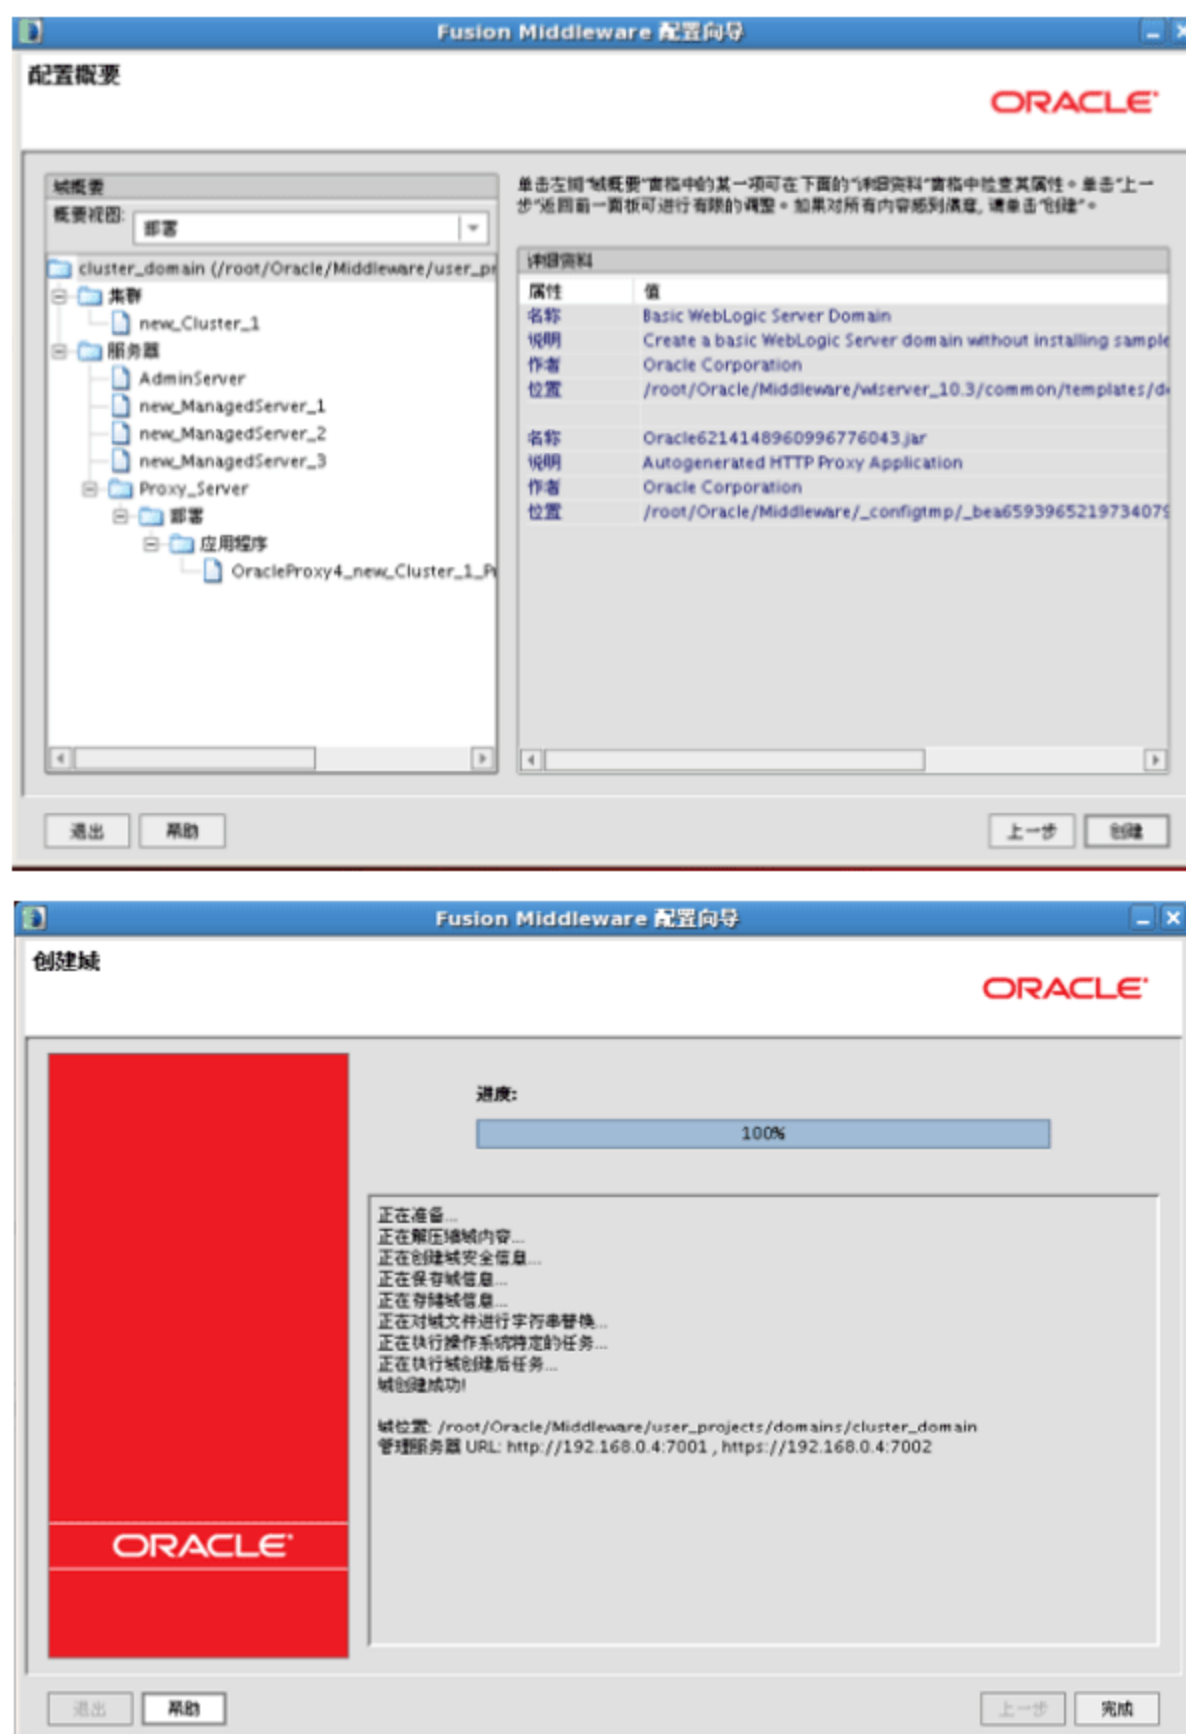 Fusion Middleware 配置向导
配置概要
ORACLE
域概要
概要视图:
部署
cluster_domain (/root/Oracle/Middleware/user_pr
集群
new_Cluster_1
服务器
AdminServer
new_ManagedServer_1
new_ManagedServer_2
new_ManagedServer_3
Proxy_Server
部署
应用程序
OracleProxy4_new_Cluster_1_P
单击左侧"域概要"窗格中的某一项可在下面的"详细资料"窗格中检查其属性。单击"上一
步"返回前一面板可进行有限的调整。如果对所有内容感到满意, 请单击"创建"。
详细资料
属性 值
名称 Basic WebLogic Server Domain
说明 Create a basic WebLogic Server domain without installing sample
作者 Oracle Corporation
位置 /root/Oracle/Middleware/wlserver_10.3/common/templates/d
名称 Oracle6214148960996776043.jar
说明 Autogenerated HTTP Proxy Application
作者 Oracle Corporation
位置 /root/Oracle/Middleware/_configtmp/_bea6593965219734079
退出 帮助 上一步 创建
Fusion Middleware 配置向导
创建域
ORACLE
进度:
100%
正在准备...
正在解压缩域内容...
正在创建域安全信息...
正在保存域信息...
正在存储域信息...
正在对域文件进行字符串替换...
正在执行操作系统特定的任务...
正在执行域创建后任务...
域创建成功!
域位置: /root/Oracle/Middleware/user_projects/domains/cluster_domain
管理服务器 URL: http://192.168.0.4:7001 , https://192.168.0.4:7002
ORACLE
退出 帮助 上一步 完成